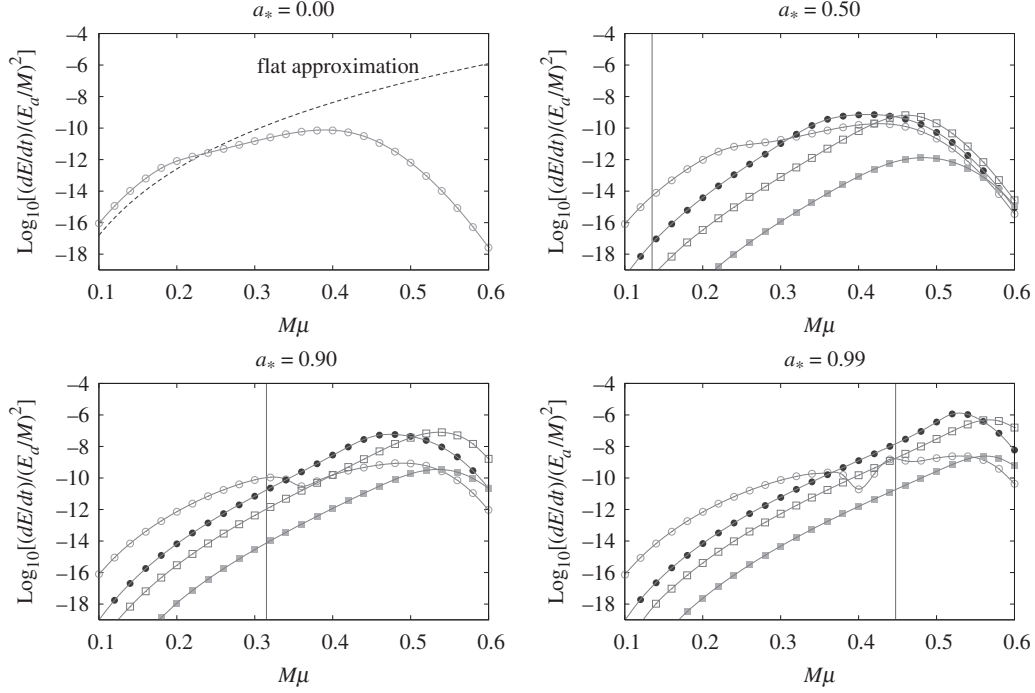 a* = 0.00
Log10[(dE/dt)/(Ea/M)^2]
−4
−6
−8
−10
−12
−14
−16
−18
flat approximation
0.1 0.2 0.3 0.4 0.5 0.6
Mμ
a* = 0.50
Log10[(dE/dt)/(Ea/M)^2]
−4
−6
−8
−10
−12
−14
−16
−18
0.1 0.2 0.3 0.4 0.5 0.6
Mμ
a* = 0.90
Log10[(dE/dt)/(Ea/M)^2]
−4
−6
−8
−10
−12
−14
−16
−18
0.1 0.2 0.3 0.4 0.5 0.6
Mμ
a* = 0.99
Log10[(dE/dt)/(Ea/M)^2]
−4
−6
−8
−10
−12
−14
−16
−18
0.1 0.2 0.3 0.4 0.5 0.6
Mμ